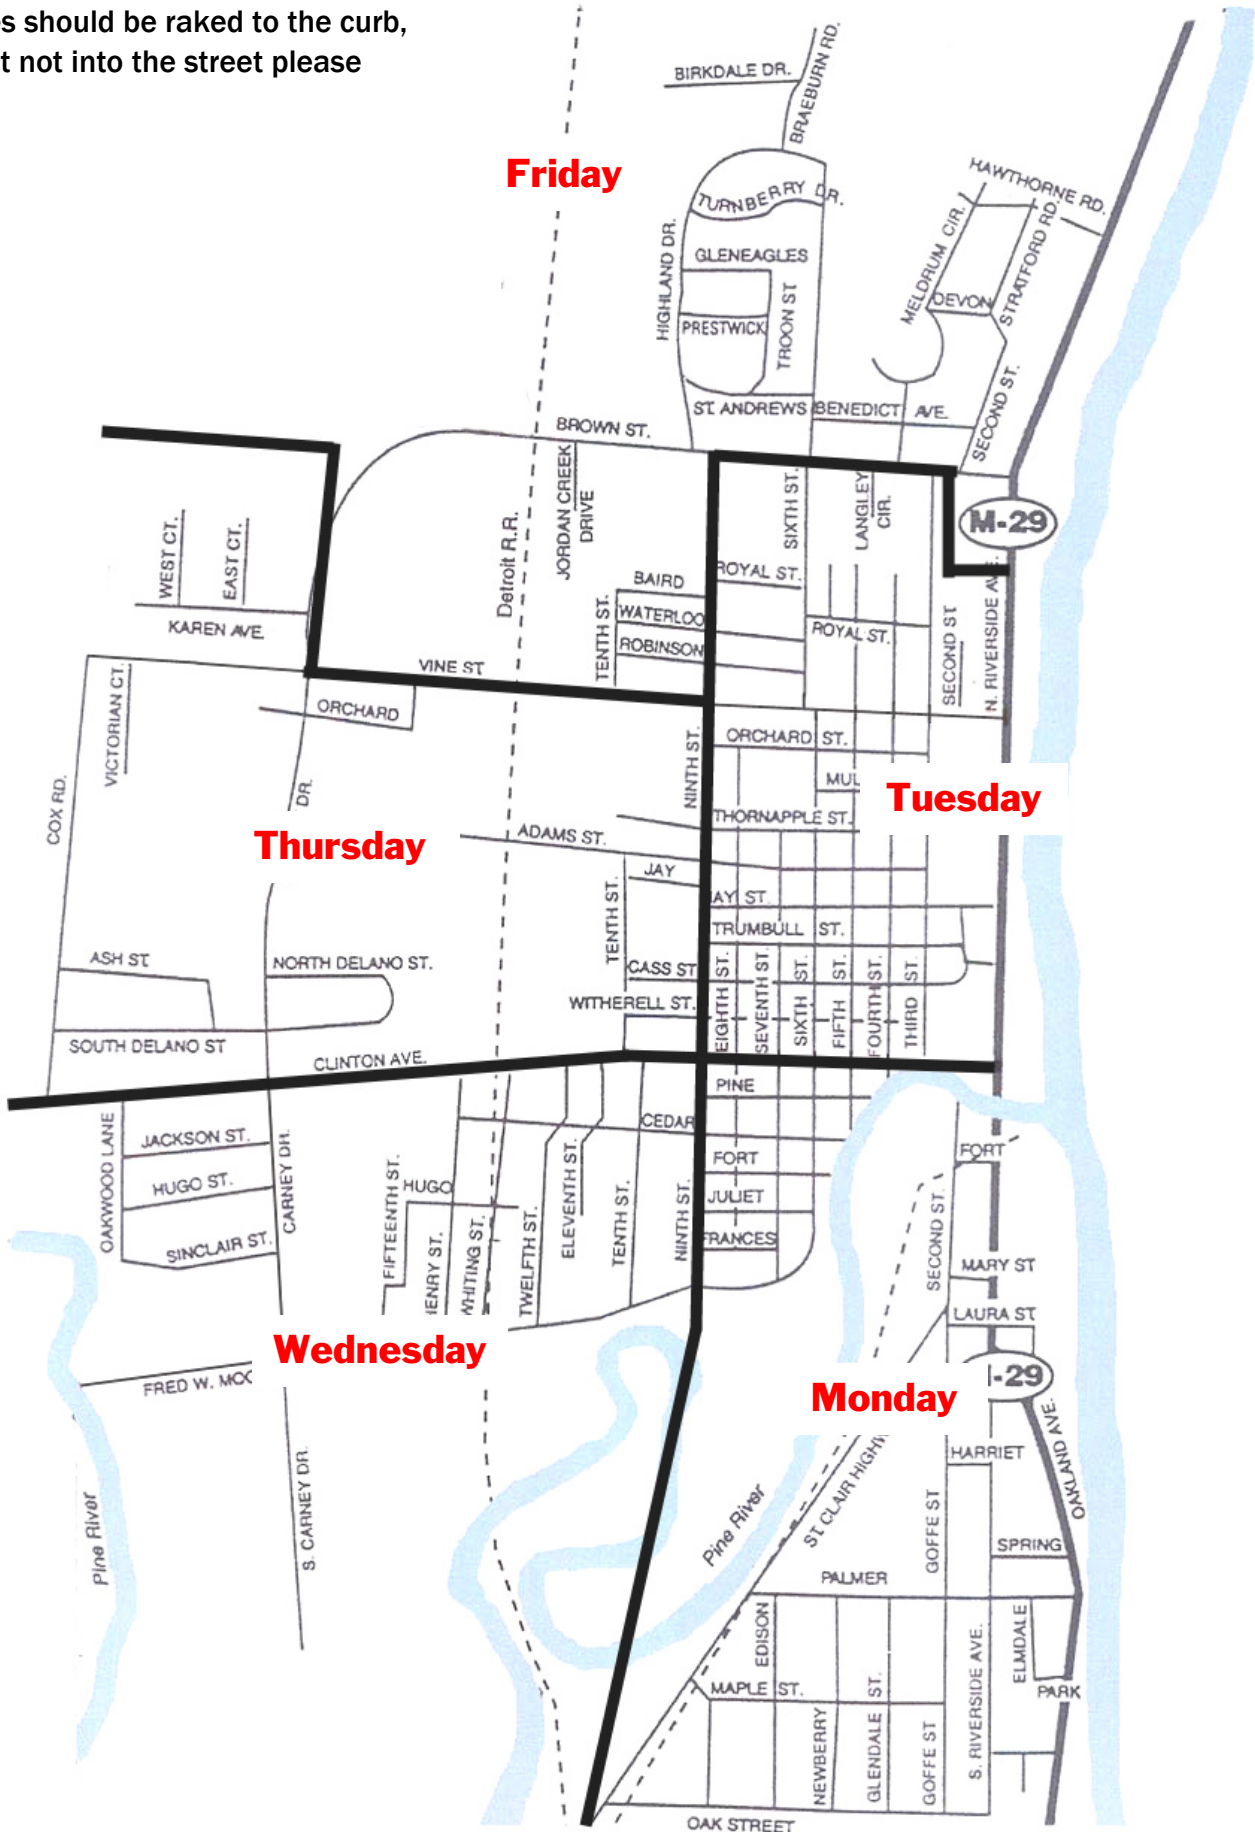 es should be raked to the curb,
t not into the street please
BIRKDALE DR.
BRAEBURN RD.
Friday
HAWTHORNE RD.
TURNBERRY DR.
MELDRUM CIR.
STRATFORD RD.
HIGHLAND DR.
GLENEAGLES
DEVON
PRESTWICK
TROON ST
ST. ANDREWS
BENEDICT AVE.
SECOND ST.
BROWN ST.
JORDAN CREEK
DRIVE
SIXTH ST.
LANGLEY
CIR.
M-29
WEST CT.
EAST CT.
Detroit R.R.
BAIRD
ROYAL ST.
WATERLOO
TENTH ST.
ROBINSON
ROYAL ST.
SECOND ST
N. RIVERSIDE AVE.
KAREN AVE.
VINE ST
VICTORIAN CT.
ORCHARD
NINTH ST.
ORCHARD ST.
MUL
Tuesday
COX RD.
DR.
THORNAPPLE ST.
Thursday
ADAMS ST.
JAY
AY ST.
TENTH ST.
TRUMBULL ST.
ASH ST
NORTH DELANO ST.
CASS ST
WITHERELL ST.
EIGHTH ST.
SEVENTH ST.
SIXTH ST.
FIFTH ST.
FOURTH ST.
THIRD ST.
SOUTH DELANO ST
CLINTON AVE.
PINE
OAKWOOD LANE
JACKSON ST.
CARNEY DR.
CEDAR
FORT
FORT
HUGO ST.
FIFTEENTH ST.
HUGO
ELEVENTH ST.
TENTH ST.
NINTH ST.
JULIET
SECOND ST.
SINCLAIR ST.
FRANCES
HENRY ST.
WHITING ST.
TWELFTH ST.
MARY ST
LAURA ST.
Wednesday
FRED W. MOO
-29
Monday
OAKLAND AVE.
HARRIET
S. CARNEY DR.
ST. CLAIR HIGHW
Pine River
Pine River
GOFFE ST
SPRING
PALMER
EDISON
ELMDALE
S. RIVERSIDE AVE.
MAPLE ST.
PARK
NEWBERRY
GLENDALE ST.
GOFFE ST
OAK STREET